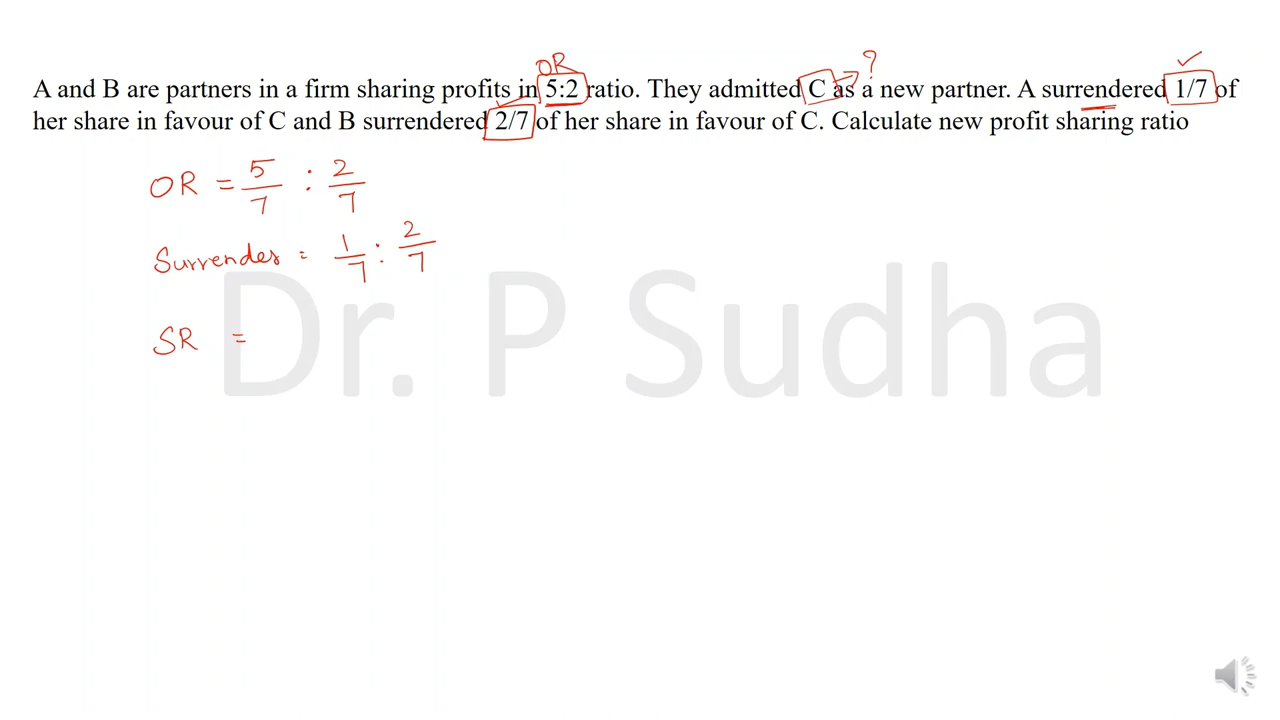 OR ?
A and B are partners in a firm sharing profits in 5:2 ratio. They admitted C as a new partner. A surrendered 1/7 of
her share in favour of C and B surrendered 2/7 of her share in favour of C. Calculate new profit sharing ratio
OR = 5/7 : 2/7
Surrender = 1/7 : 2/7
SR =
Dr. P Sudha